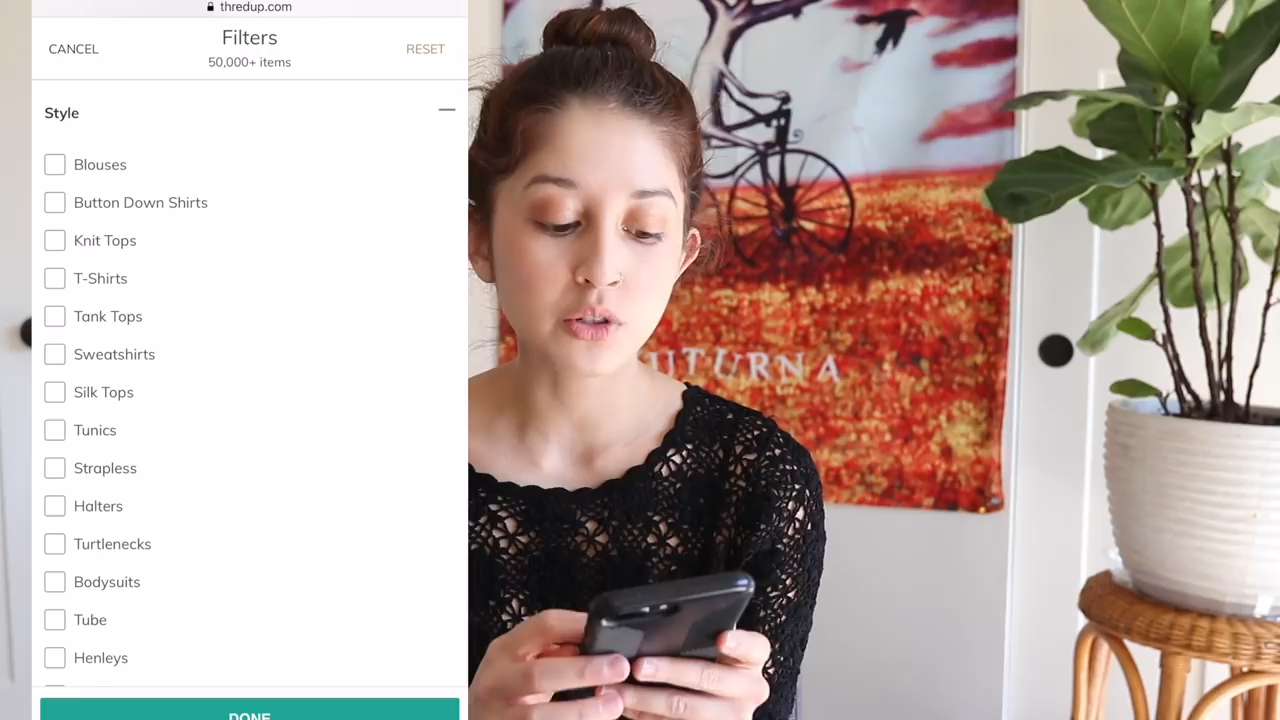 thredup.com
CANCEL
Filters
RESET
50,000+ items
Style
Blouses
Button Down Shirts
Knit Tops
T-Shirts
Tank Tops
Sweatshirts
Silk Tops
Tunics
Strapless
Halters
Turtlenecks
Bodysuits
Tube
Henleys
DONE